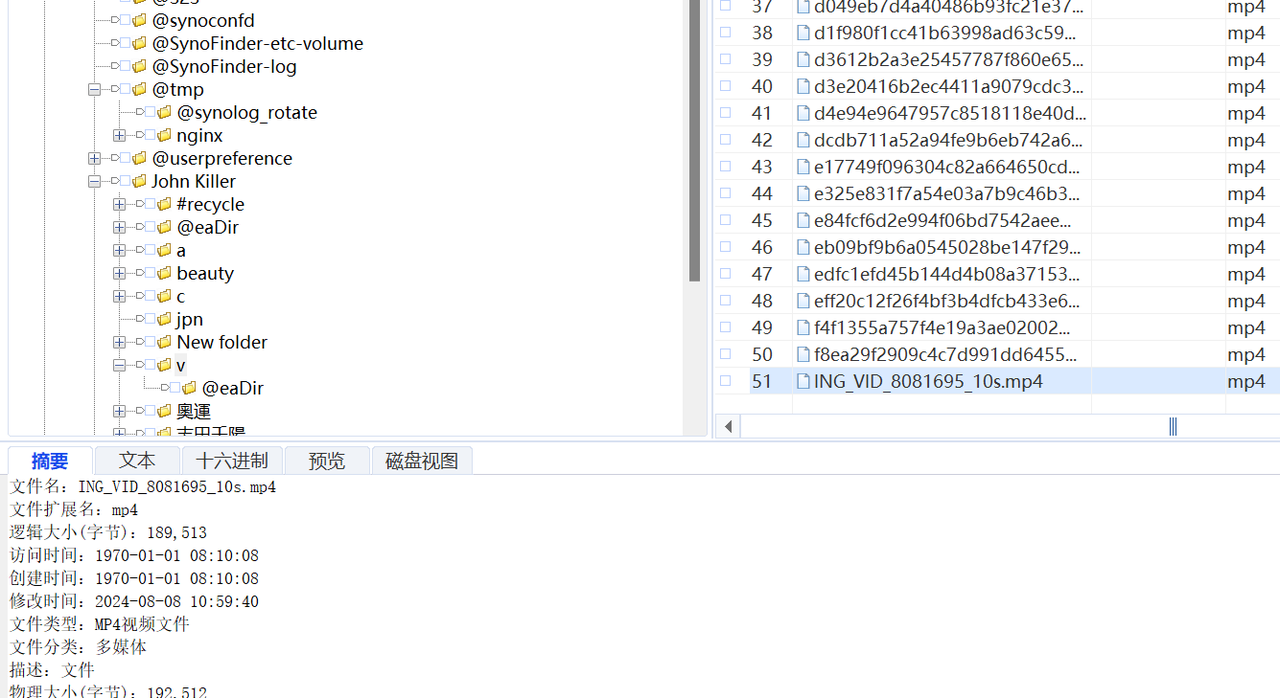 @synoconfd
@SynoFinder-etc-volume
@SynoFinder-log
@tmp
@synolog_rotate
nginx
@userpreference
John Killer
#recycle
@eaDir
a
beauty
c
jpn
New folder
v
@eaDir
奧運
37 d049eb7d4a40486b93fc21e37... mp4
38 d1f980f1cc41b63998ad63c59... mp4
39 d3612b2a3e25457787f860e65... mp4
40 d3e20416b2ec4411a9079cdc3... mp4
41 d4e94e9647957c8518118e40d... mp4
42 dcdb711a52a94fe9b6eb742a6... mp4
43 e17749f096304c82a664650cd... mp4
44 e325e831f7a54e03a7b9c46b3... mp4
45 e84fcf6d2e994f06bd7542aee... mp4
46 eb09bf9b6a0545028be147f29... mp4
47 edfc1efd45b144d4b08a37153... mp4
48 eff20c12f26f4bf3b4dfcb433e6... mp4
49 f4f1355a757f4e19a3ae02002... mp4
50 f8ea29f2909c4c7d991dd6455... mp4
51 ING_VID_8081695_10s.mp4 mp4
摘要 文本 十六进制 预览 磁盘视图
文件名: ING_VID_8081695_10s.mp4
文件扩展名: mp4
逻辑大小(字节): 189,513
访问时间: 1970-01-01 08:10:08
创建时间: 1970-01-01 08:10:08
修改时间: 2024-08-08 10:59:40
文件类型: MP4视频文件
文件分类: 多媒体
描述: 文件
物理大小(字节): 192,512